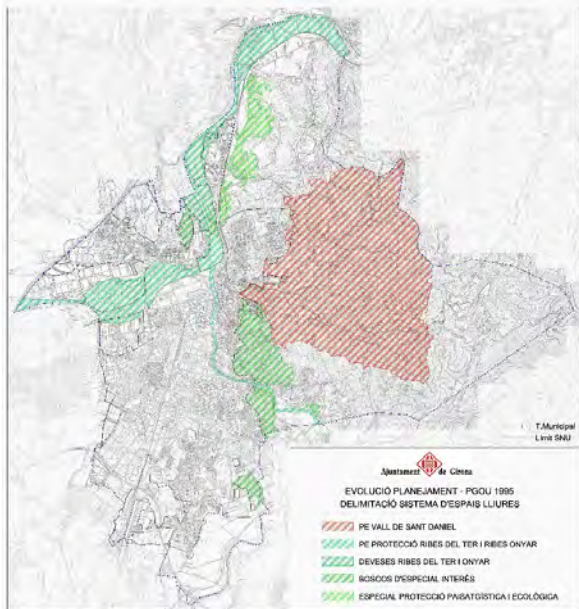 T.Municipal
Límit SNU
Ajuntament de Girona
EVOLUCIÓ PLANEJAMENT - PGOU 1995
DELIMITACIÓ SISTEMA D'ESPAIS LLIURES
PE VALL DE SANT DANIEL
PE PROTECCIÓ RIBES DEL TER I RIBES ONYAR
DEVESES RIBES DEL TER I ONYAR
BOSCOS D'ESPECIAL INTERÈS
ESPECIAL PROTECCIÓ PAISATGÍSTICA I ECOLÒGICA